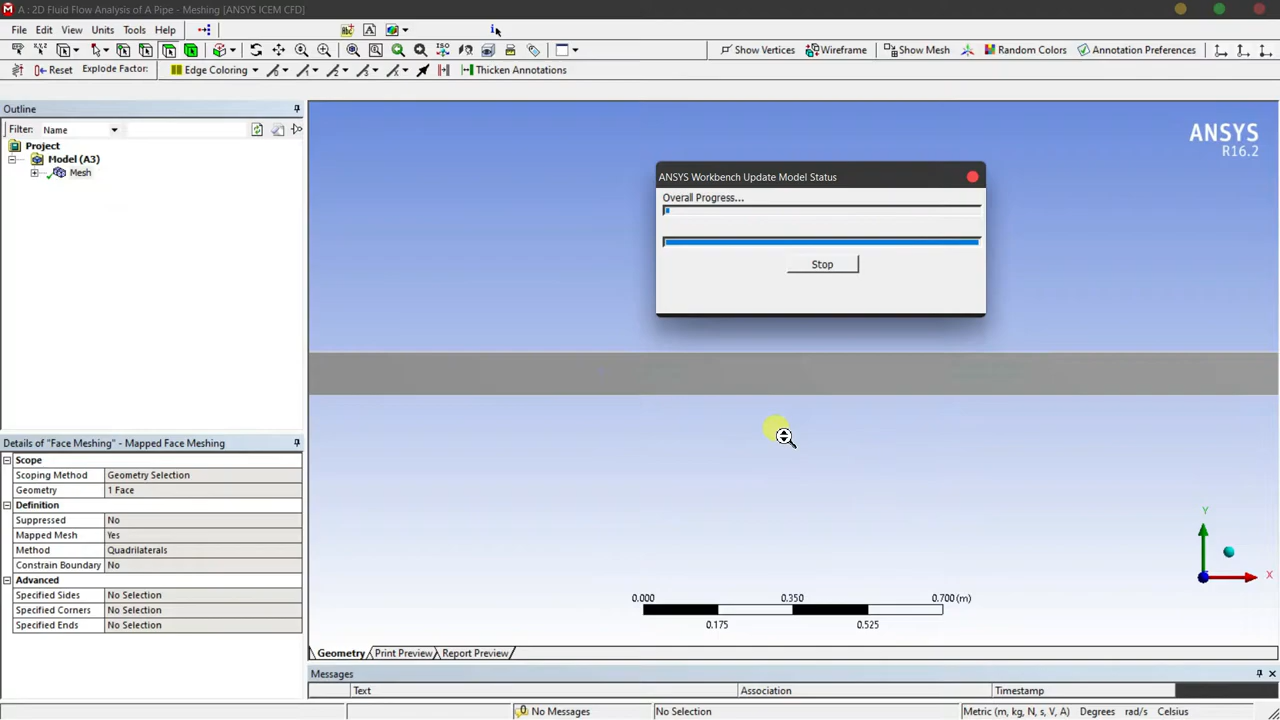 A : 2D Fluid Flow Analysis of A Pipe - Meshing [ANSYS ICEM CFD]
File Edit View Units Tools Help
Show Vertices Wireframe Show Mesh Random Colors Annotation Preferences
Reset Explode Factor: Edge Coloring Thicken Annotations
Outline
Filter: Name
Project
Model (A3)
Mesh
ANSYS
R16.2
ANSYS Workbench Update Model Status
Overall Progress...
Stop
Details of "Face Meshing" - Mapped Face Meshing
Scope
Scoping Method Geometry Selection
Geometry 1 Face
Definition
Suppressed No
Mapped Mesh Yes
Method Quadrilaterals
Constrain Boundary No
Advanced
Specified Sides No Selection
Specified Corners No Selection
Specified Ends No Selection
Y
X
0.000 0.350 0.700 (m)
0.175 0.525
Geometry Print Preview Report Preview
Messages
Text Association Timestamp
No Messages No Selection Metric (m, kg, N, s, V, A) Degrees rad/s Celsius